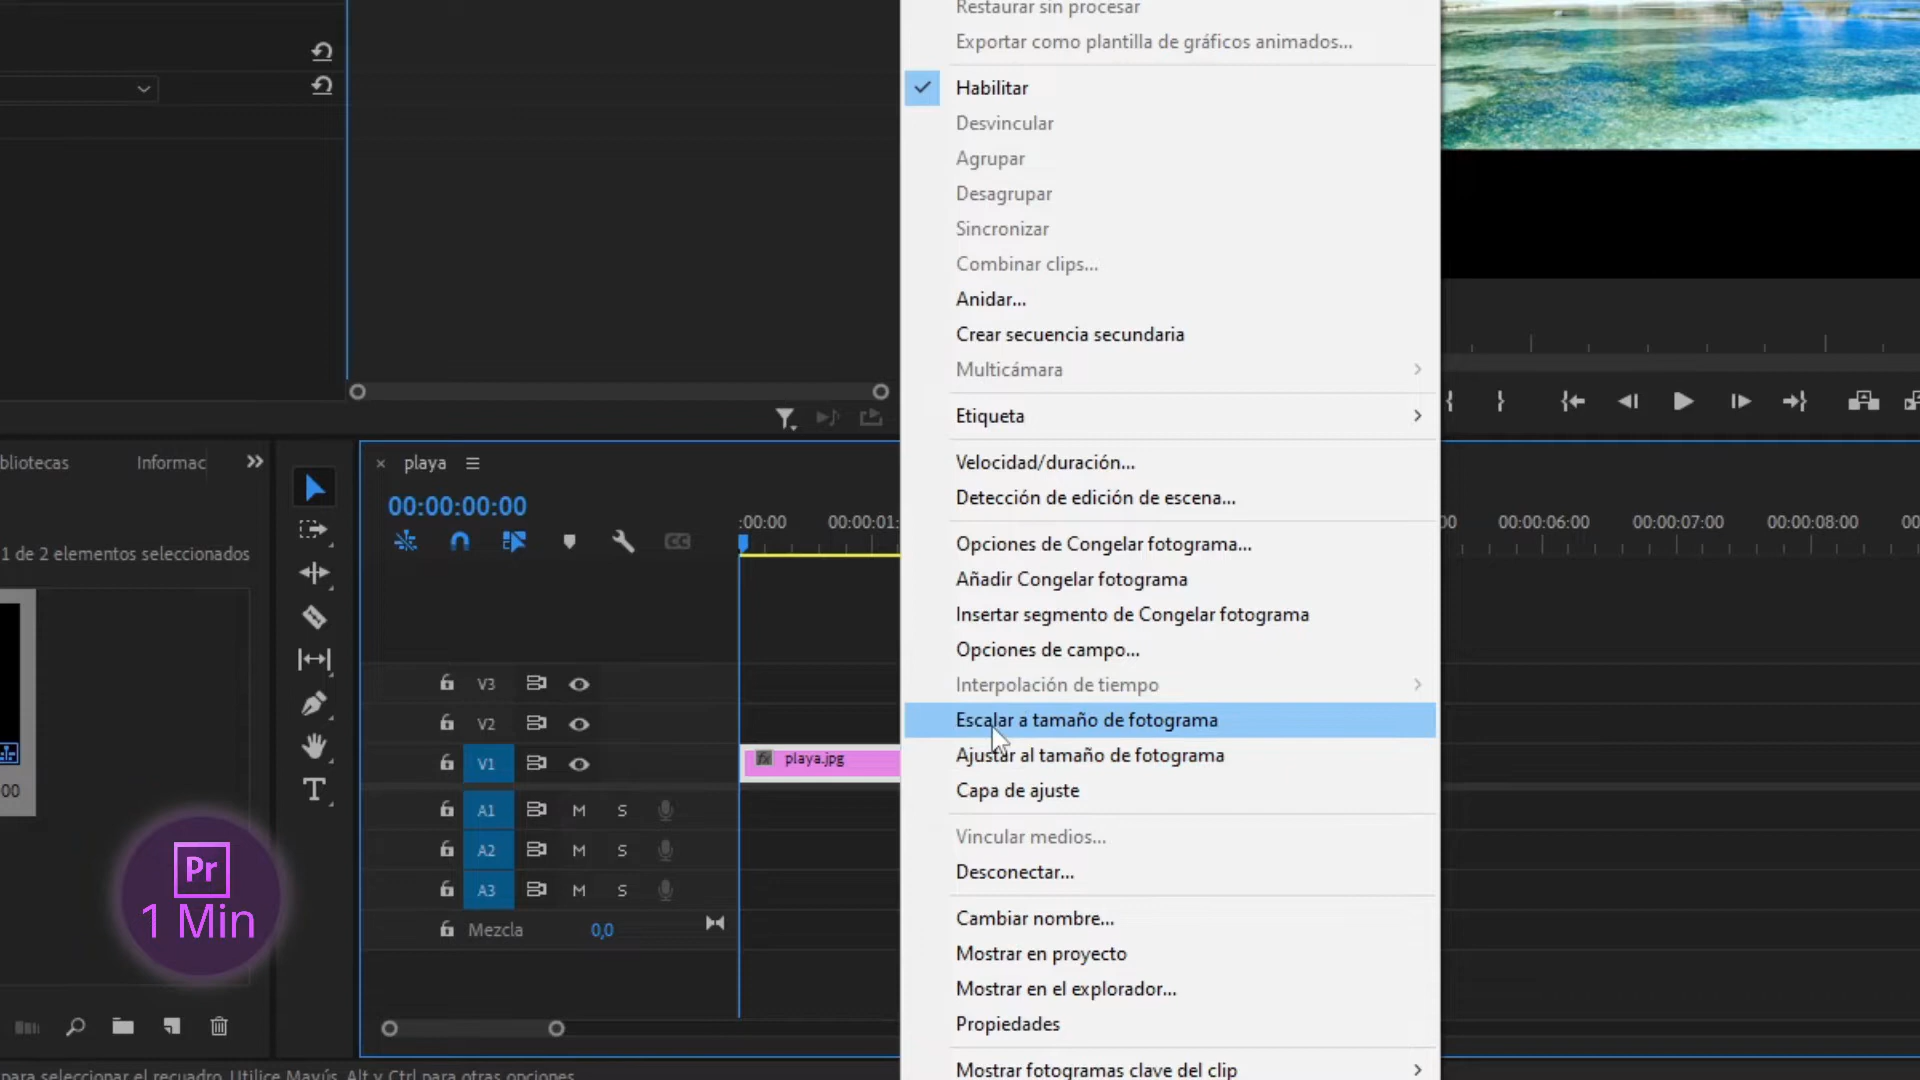 Restaurar sin procesar
Exportar como plantilla de gráficos animados...
Habilitar
Desvincular
Agrupar
Desagrupar
Sincronizar
Combinar clips...
Anidar...
Crear secuencia secundaria
Multicámara
Etiqueta
Velocidad/duración...
Detección de edición de escena...
Opciones de Congelar fotograma...
Añadir Congelar fotograma
Insertar segmento de Congelar fotograma
Opciones de campo...
Interpolación de tiempo
Escalar a tamaño de fotograma
Ajustar al tamaño de fotograma
Capa de ajuste
Vincular medios...
Desconectar...
Cambiar nombre...
Mostrar en proyecto
Mostrar en el explorador...
Propiedades
Mostrar fotogramas clave del clip
bliotecas
Informac
1 de 2 elementos seleccionados
playa
00:00:00:00
:00:00
00:00:01:
00
00:00:06:00
00:00:07:00
00:00:08:00
00
V3
V2
V1
playa.jpg
A1 M S
A2 M S
A3 M S
Mezcla 0,0
:00
Pr
1 Min
para seleccionar el recuadro. Utilice Mayús, Alt y Ctrl para otras opciones.